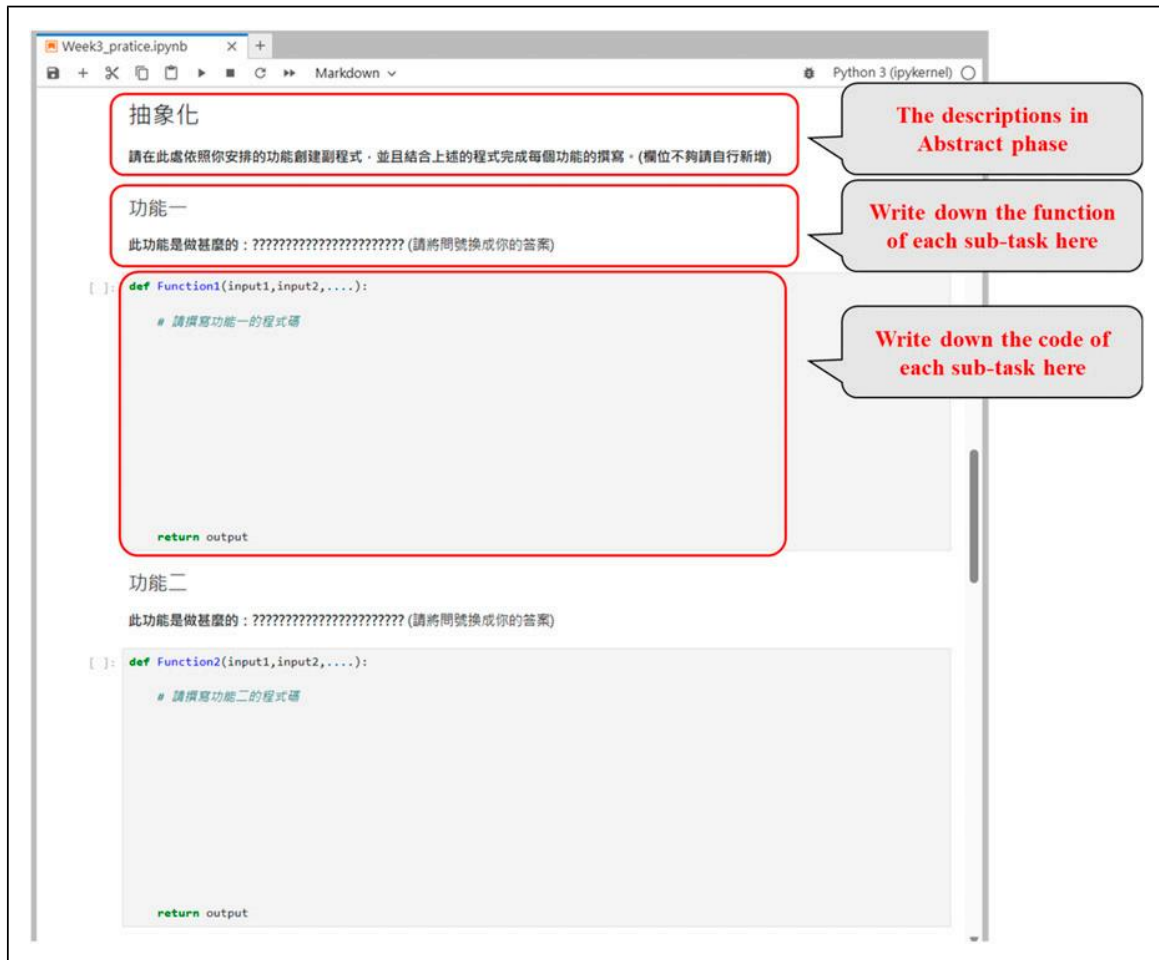 Week3_pratice.ipynb
Markdown
Python 3 (ipykernel)
抽象化
請在此處依照你安排的功能創建副程式，並且結合上述的程式完成每個功能的撰寫。(欄位不夠請自行新增)
The descriptions in
Abstract phase
功能一
此功能是做甚麼的：??????????????????????? (請將問號換成你的答案)
Write down the function
of each sub-task here
[ ]: def Function1(input1,input2,....):
# 請撰寫功能一的程式碼
Write down the code of
each sub-task here
return output
功能二
此功能是做甚麼的：??????????????????????? (請將問號換成你的答案)
[ ]: def Function2(input1,input2,....):
# 請撰寫功能二的程式碼
return output